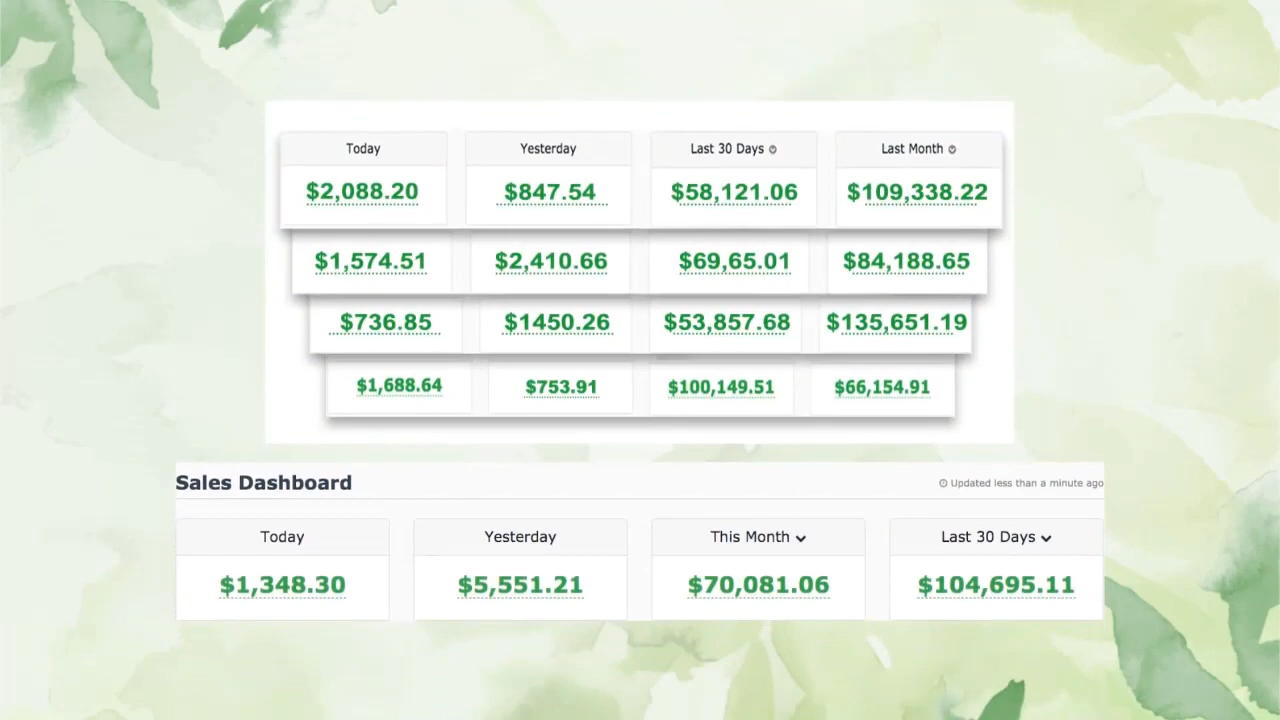 Today Yesterday Last 30 Days Last Month
$2,088.20 $847.54 $58,121.06 $109,338.22
$1,574.51 $2,410.66 $69,65.01 $84,188.65
$736.85 $1450.26 $53,857.68 $135,651.19
$1,688.64 $753.91 $100,149.51 $66,154.91
Sales Dashboard Updated less than a minute ago
Today Yesterday This Month Last 30 Days
$1,348.30 $5,551.21 $70,081.06 $104,695.11